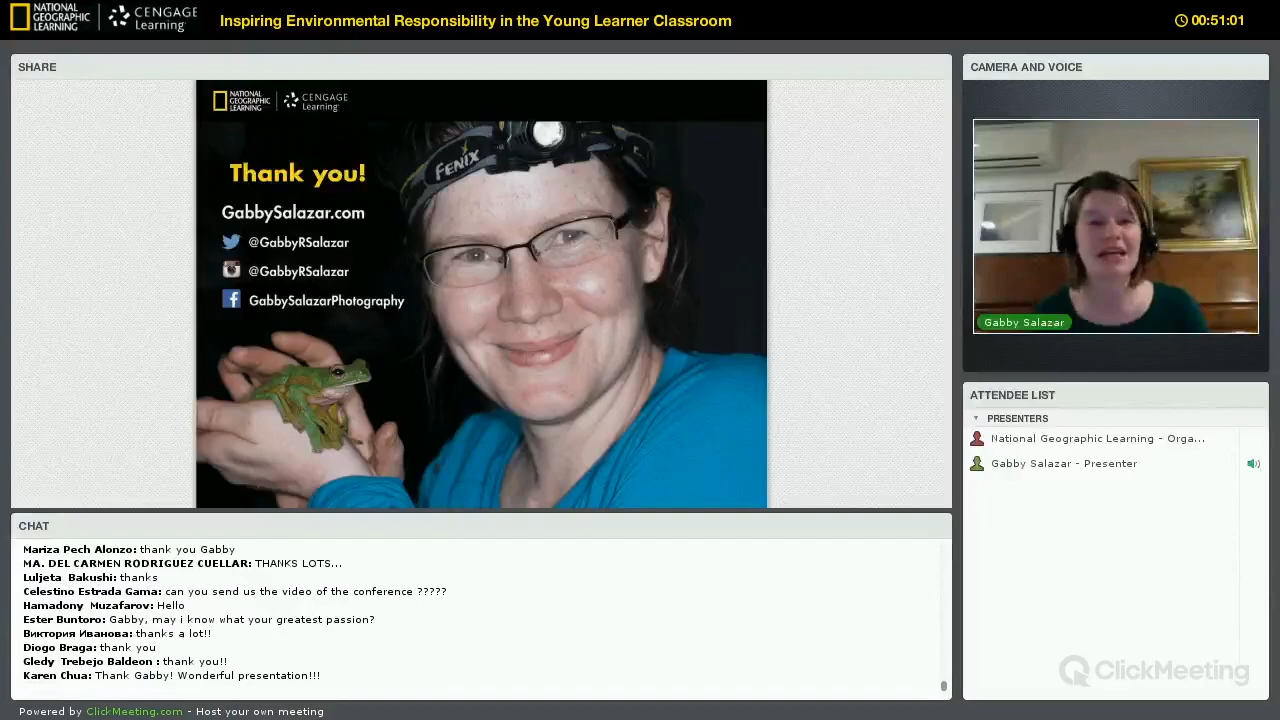 NATIONAL
GEOGRAPHIC
LEARNING
CENGAGE
Learning®
Inspiring Environmental Responsibility in the Young Learner Classroom
00:51:01
SHARE
NATIONAL
GEOGRAPHIC
LEARNING
CENGAGE
Learning®
FENIX
Thank you!
GabbySalazar.com
@GabbyRSalazar
@GabbyRSalazar
GabbySalazarPhotography
CAMERA AND VOICE
Gabby Salazar
ATTENDEE LIST
PRESENTERS
National Geographic Learning - Orga...
Gabby Salazar - Presenter
CHAT
Mariza Pech Alonzo: thank you Gabby
MA. DEL CARMEN RODRIGUEZ CUELLAR: THANKS LOTS...
Luljeta Bakushi: thanks
Celestino Estrada Gama: can you send us the video of the conference ?????
Hamadony Muzafarov: Hello
Ester Buntoro: Gabby, may i know what your greatest passion?
Виктория Иванова: thanks a lot!!
Diogo Braga: thank you
Gledy Trebejo Baldeon : thank you!!
Karen Chua: Thank Gabby! Wonderful presentation!!!
ClickMeeting
Powered by ClickMeeting.com - Host your own meeting